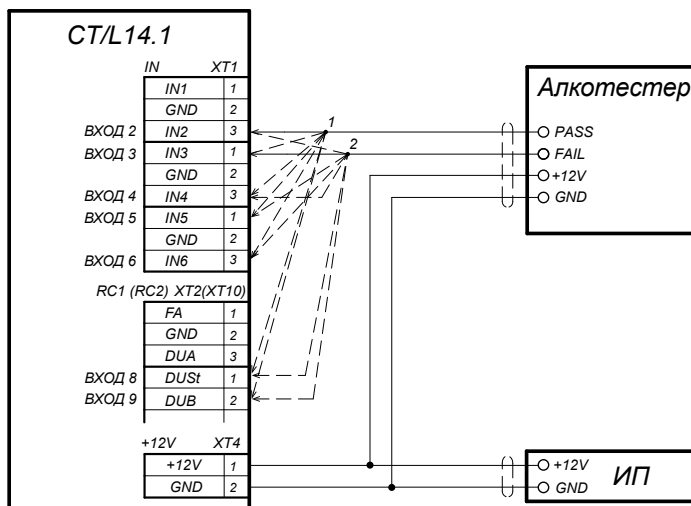 CT/L14.1
IN XT1
IN1 1
GND 2
ВХОД 2 IN2 3
ВХОД 3 IN3 1
GND 2
ВХОД 4 IN4 3
ВХОД 5 IN5 1
GND 2
ВХОД 6 IN6 3
RC1 (RC2) XT2(XT10)
FA 1
GND 2
DUA 3
ВХОД 8 DUSt 1
ВХОД 9 DUB 2
+12V XT4
+12V 1
GND 2
1
2
Алкотестер
PASS
FAIL
+12V
GND
+12V
GND
ИП